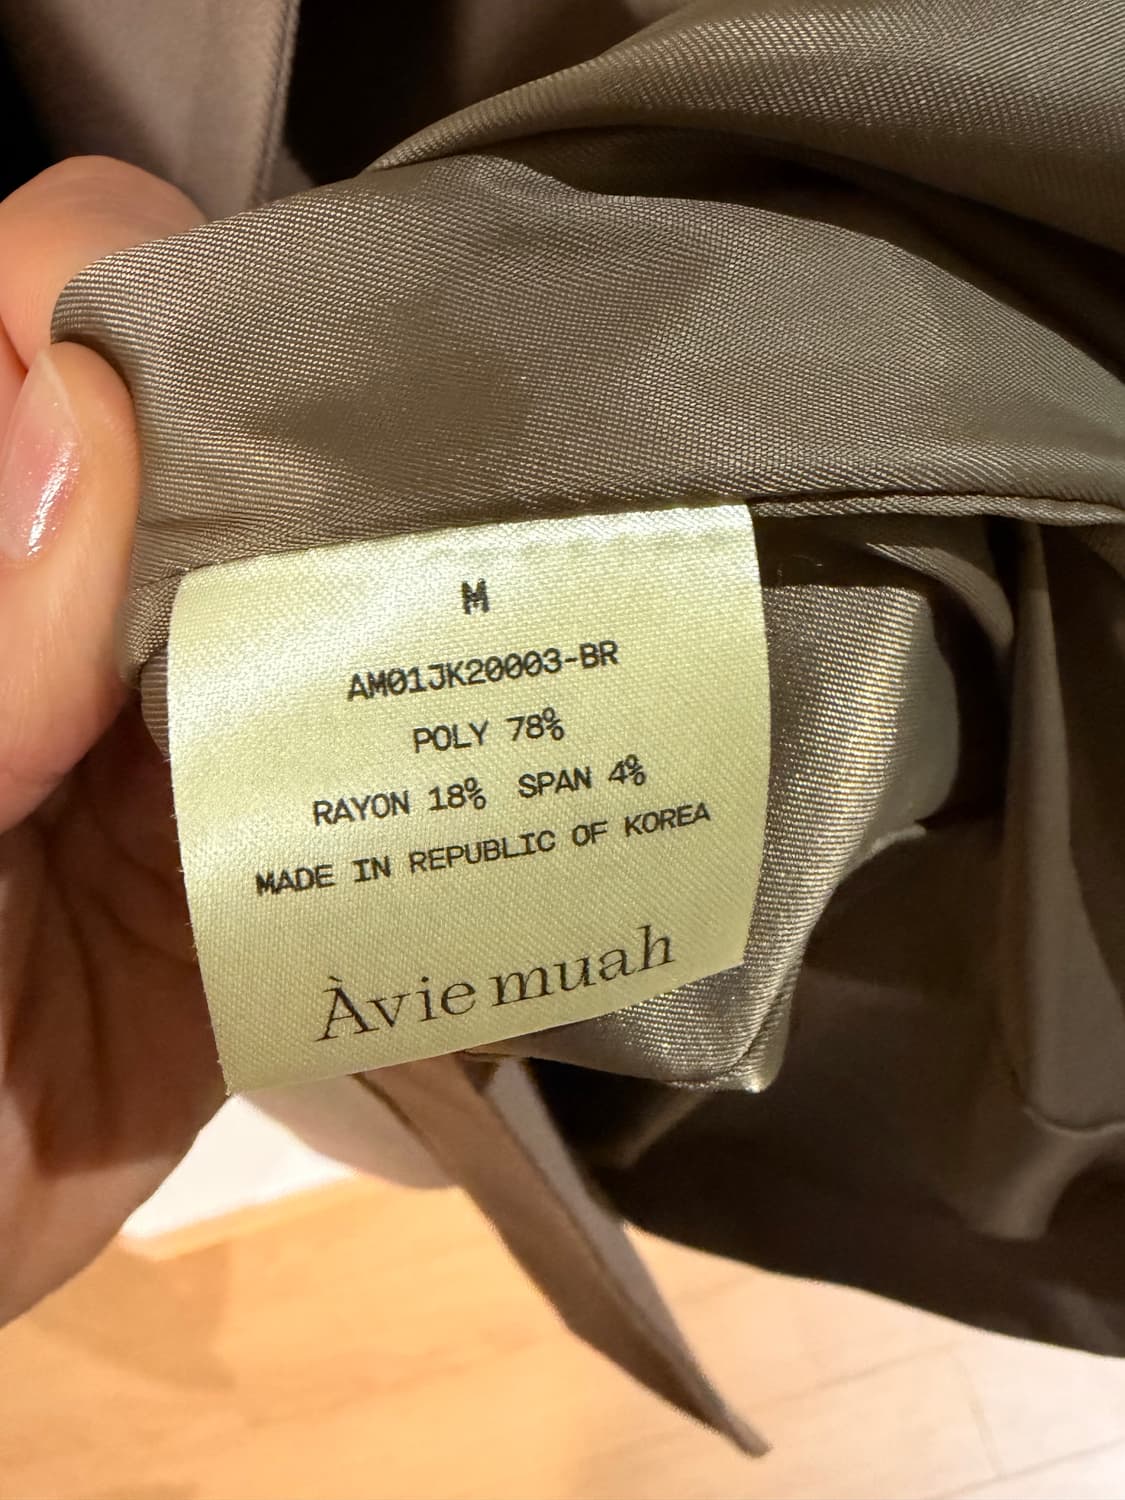 M
AM01JK20003-BR
POLY 78%
RAYON 18% SPAN 4%
MADE IN REPUBLIC OF KOREA
Àvie muah